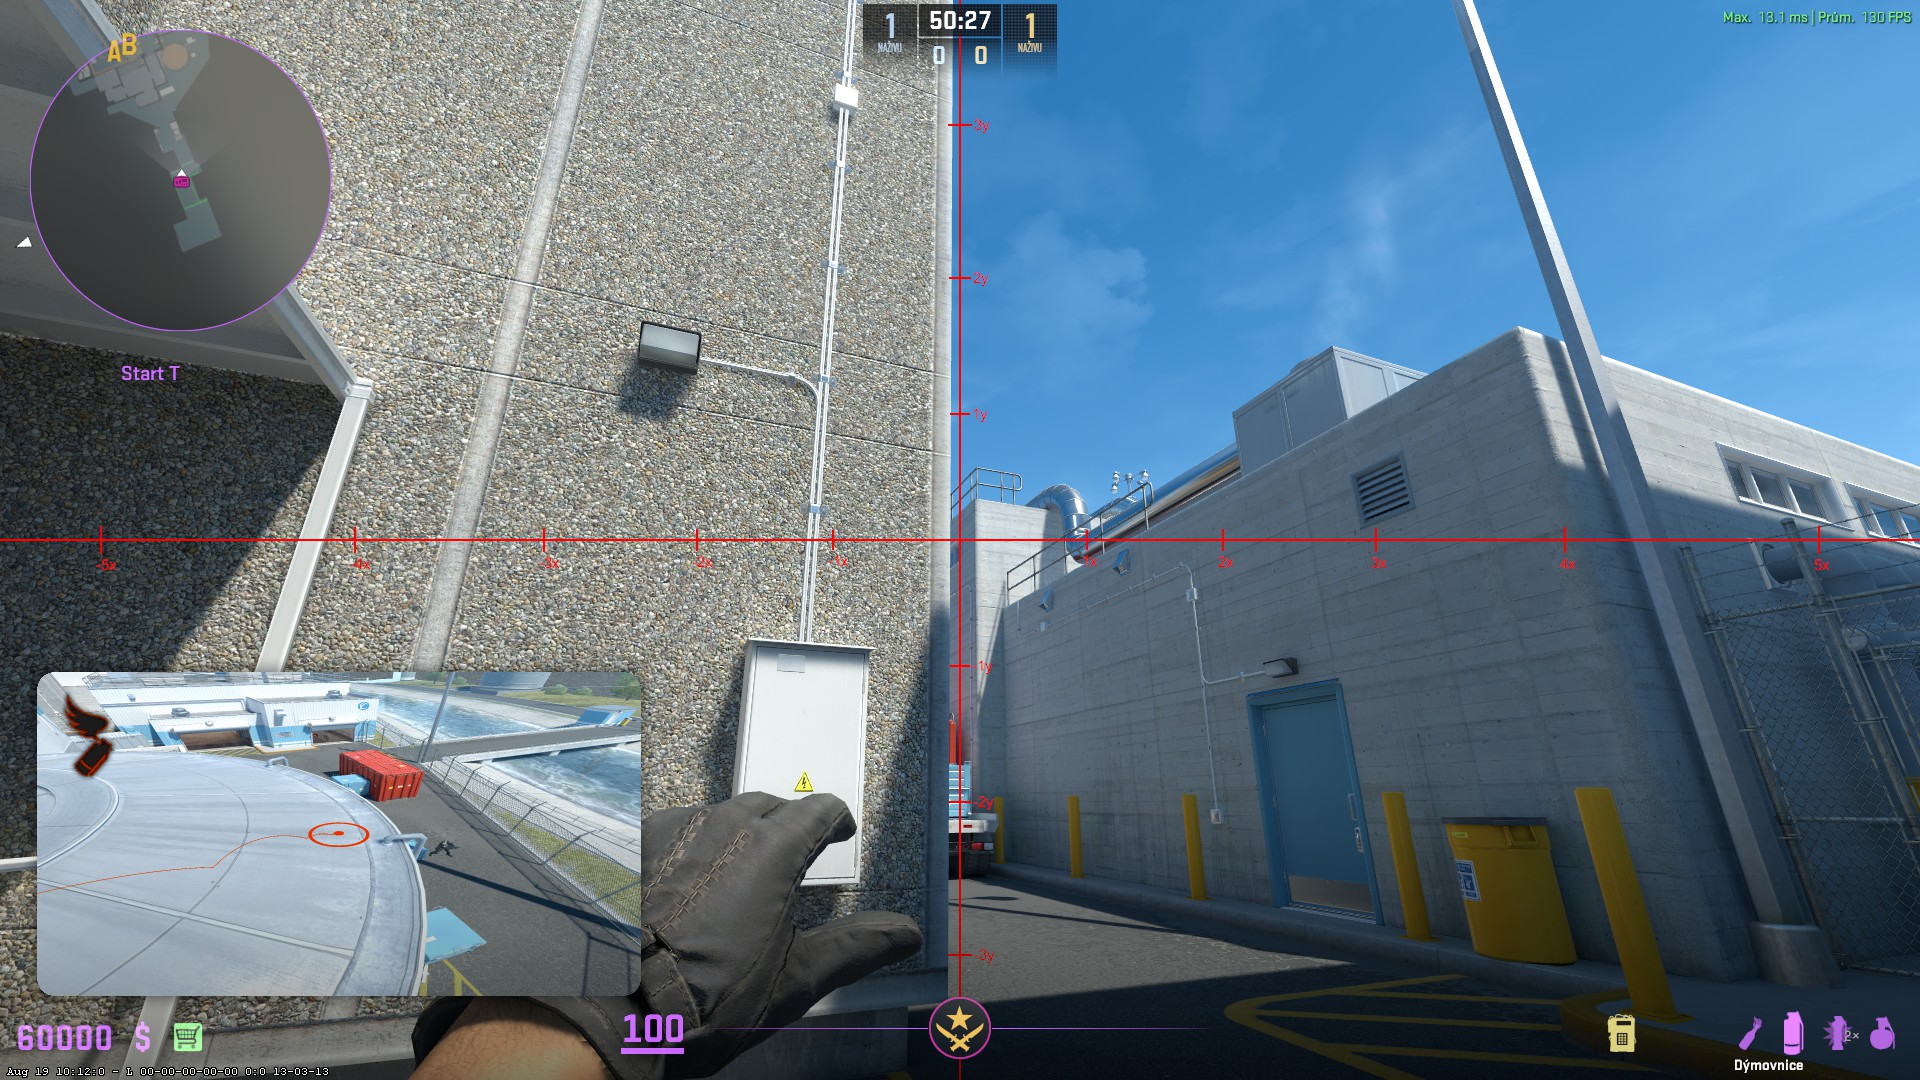 AB
Start T
1
NAŽIVU
50:27
0 0
1
NAŽIVU
Max. 13.1 ms | Prům. 130 FPS
3y
2y
1y
-1y
-2y
-3y
-5x
-4x
-3x
-2x
-1x
1x
2x
3x
4x
5x
60000 $
100
2×
Dýmovnice
Aug 19 10:12:0 - L 00-00-00-00-00 0:0 13-03-13